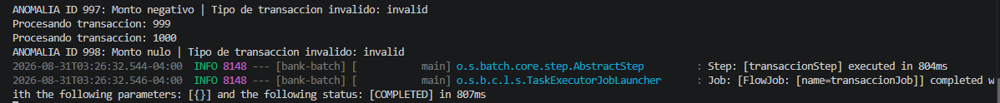 ANOMALIA ID 997: Monto negativo | Tipo de transaccion invalido: invalid
Procesando transaccion: 999
Procesando transaccion: 1000
ANOMALIA ID 998: Monto nulo | Tipo de transaccion invalido: invalid
2026-08-31T03:26:32.544-04:00  INFO 8148 --- [bank-batch] [           main] o.s.batch.core.step.AbstractStep         : Step: [transaccionStep] executed in 804ms
2026-08-31T03:26:32.546-04:00  INFO 8148 --- [bank-batch] [           main] o.s.b.c.l.s.TaskExecutorJobLauncher      : Job: [FlowJob: [name=transaccionJob]] completed w
ith the following parameters: [{}] and the following status: [COMPLETED] in 807ms